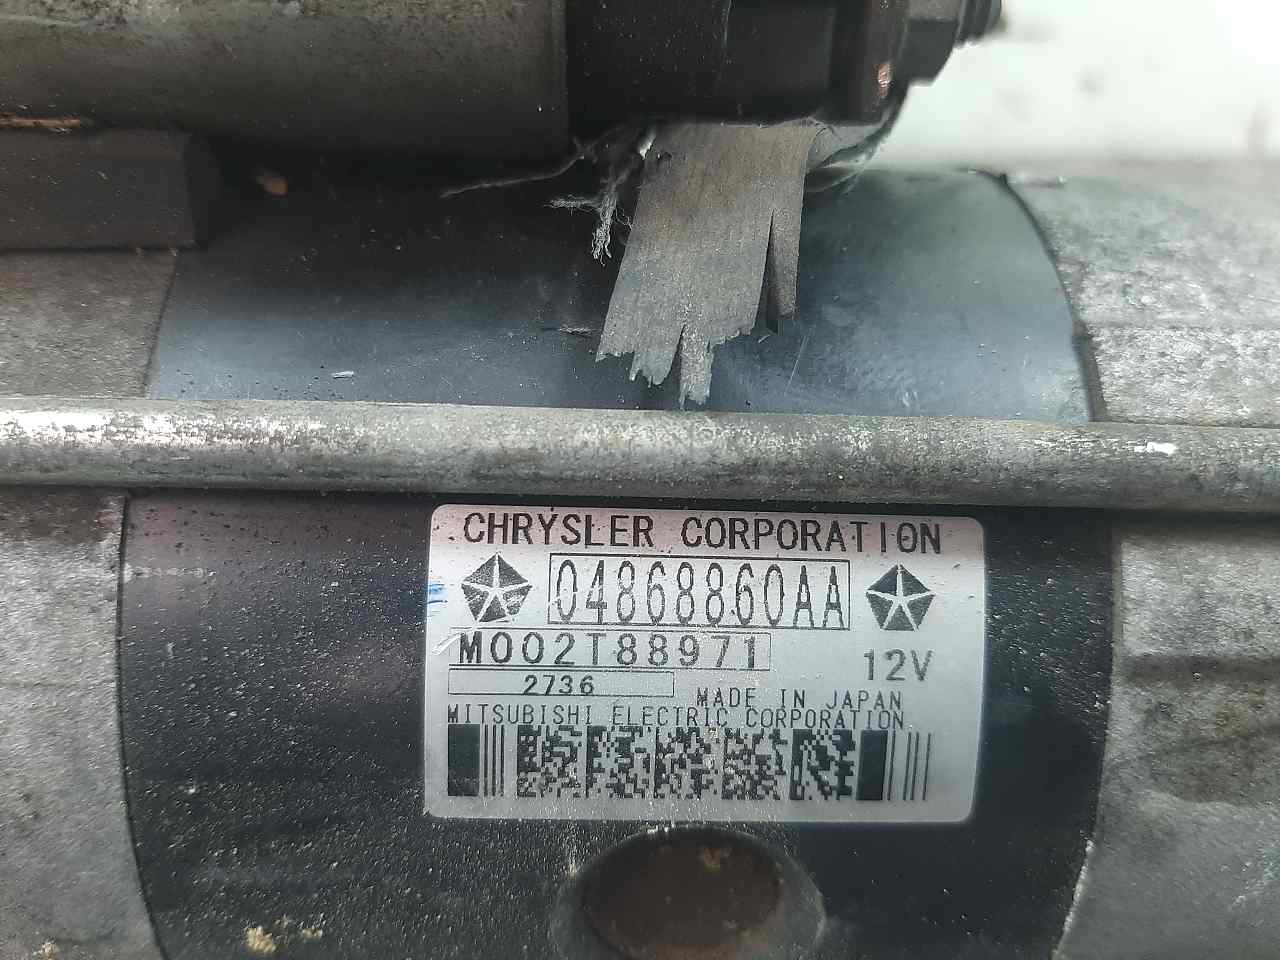 CHRYSLER CORPORATION
04868860AA
M002T88971
12V
2736
MADE IN JAPAN
MITSUBISHI ELECTRIC CORPORATION